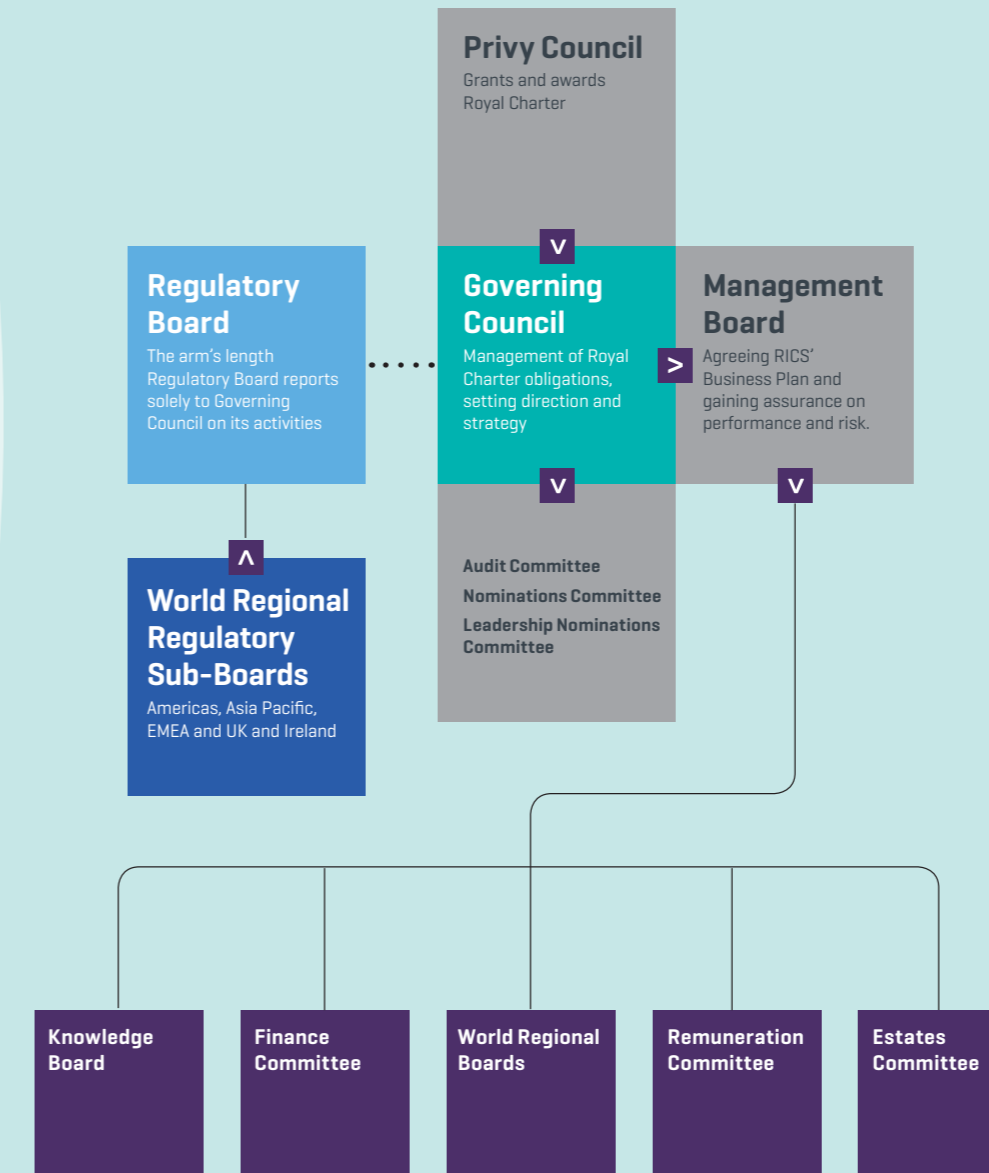 Privy Council
Grants and awards
Royal Charter
Regulatory
Board
The arm's length
Regulatory Board reports
solely to Governing
Council on its activities
Governing
Council
Management of Royal
Charter obligations,
setting direction and
strategy
Management
Board
Agreeing RICS'
Business Plan and
gaining assurance on
performance and risk.
World Regional
Regulatory
Sub-Boards
Americas, Asia Pacific,
EMEA and UK and Ireland
Audit Committee
Nominations Committee
Leadership Nominations
Committee
Knowledge
Board
Finance
Committee
World Regional
Boards
Remuneration
Committee
Estates
Committee